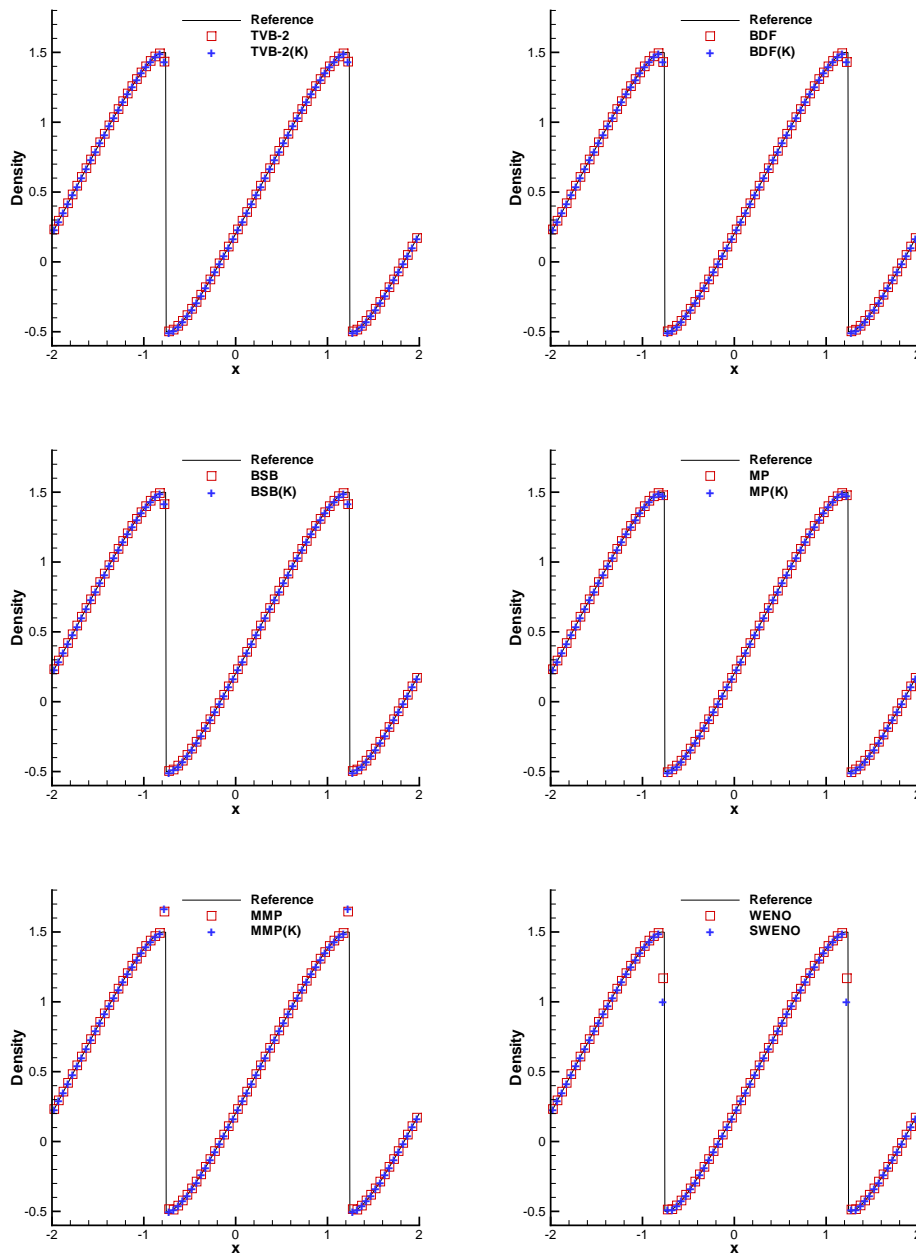 Reference
TVB-2
TVB-2(K)
1.5
1
0.5
0
-0.5
Density
-2
-1
0
1
2
x
Reference
BDF
BDF(K)
1.5
1
0.5
0
-0.5
Density
-2
-1
0
1
2
x
Reference
BSB
BSB(K)
1.5
1
0.5
0
-0.5
Density
-2
-1
0
1
2
x
Reference
MP
MP(K)
1.5
1
0.5
0
-0.5
Density
-2
-1
0
1
2
x
Reference
MMP
MMP(K)
1.5
1
0.5
0
-0.5
Density
-2
-1
0
1
2
x
Reference
WENO
SWENO
1.5
1
0.5
0
-0.5
Density
-2
-1
0
1
2
x